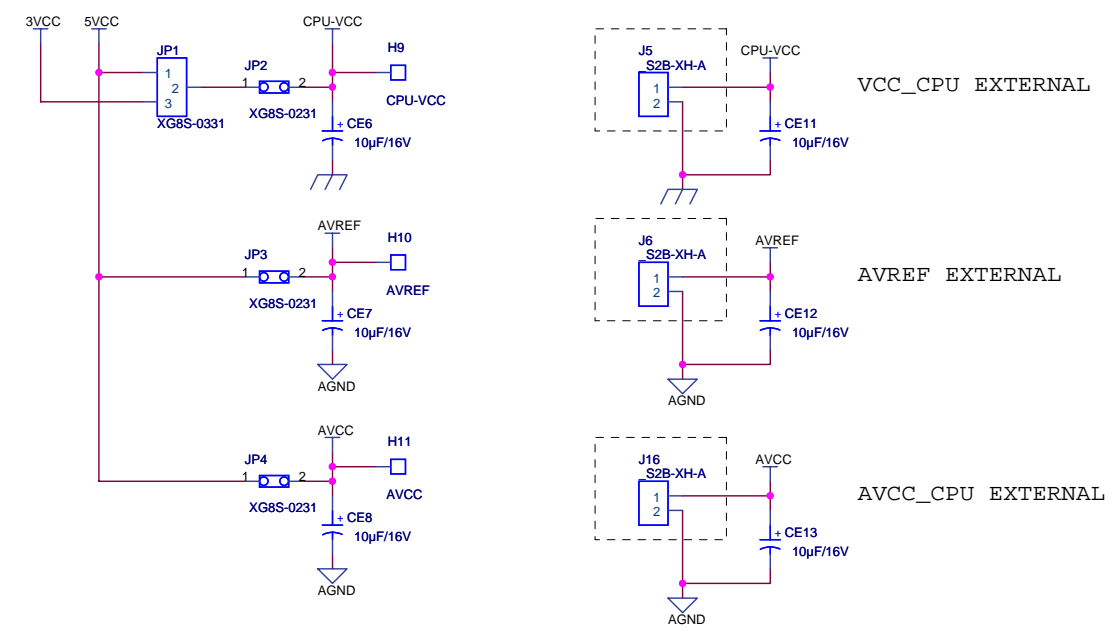 3VCC
5VCC
JP1
1
2
3
XG8S-0331
JP2
1
2
XG8S-0231
CPU-VCC
H9
CPU-VCC
+
CE6
10µF/16V
J5
_S2B-XH-A
1
2
CPU-VCC
+
CE11
10µF/16V
VCC_CPU EXTERNAL
JP3
1
2
XG8S-0231
AVREF
H10
AVREF
+
CE7
10µF/16V
AGND
J6
_S2B-XH-A
1
2
AVREF
+
CE12
10µF/16V
AGND
AVREF EXTERNAL
JP4
1
2
XG8S-0231
AVCC
H11
AVCC
+
CE8
10µF/16V
AGND
J16
_S2B-XH-A
1
2
AVCC
+
CE13
10µF/16V
AGND
AVCC_CPU EXTERNAL